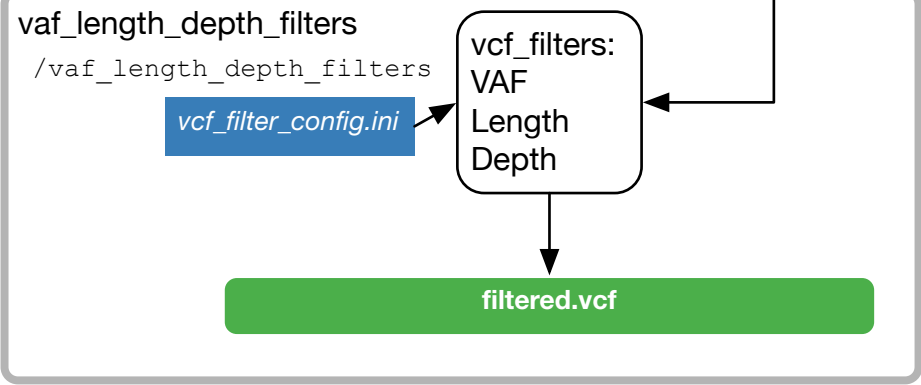 vaf_length_depth_filters
/vaf_length_depth_filters
vcf_filter_config.ini
vcf_filters:
VAF
Length
Depth
filtered.vcf